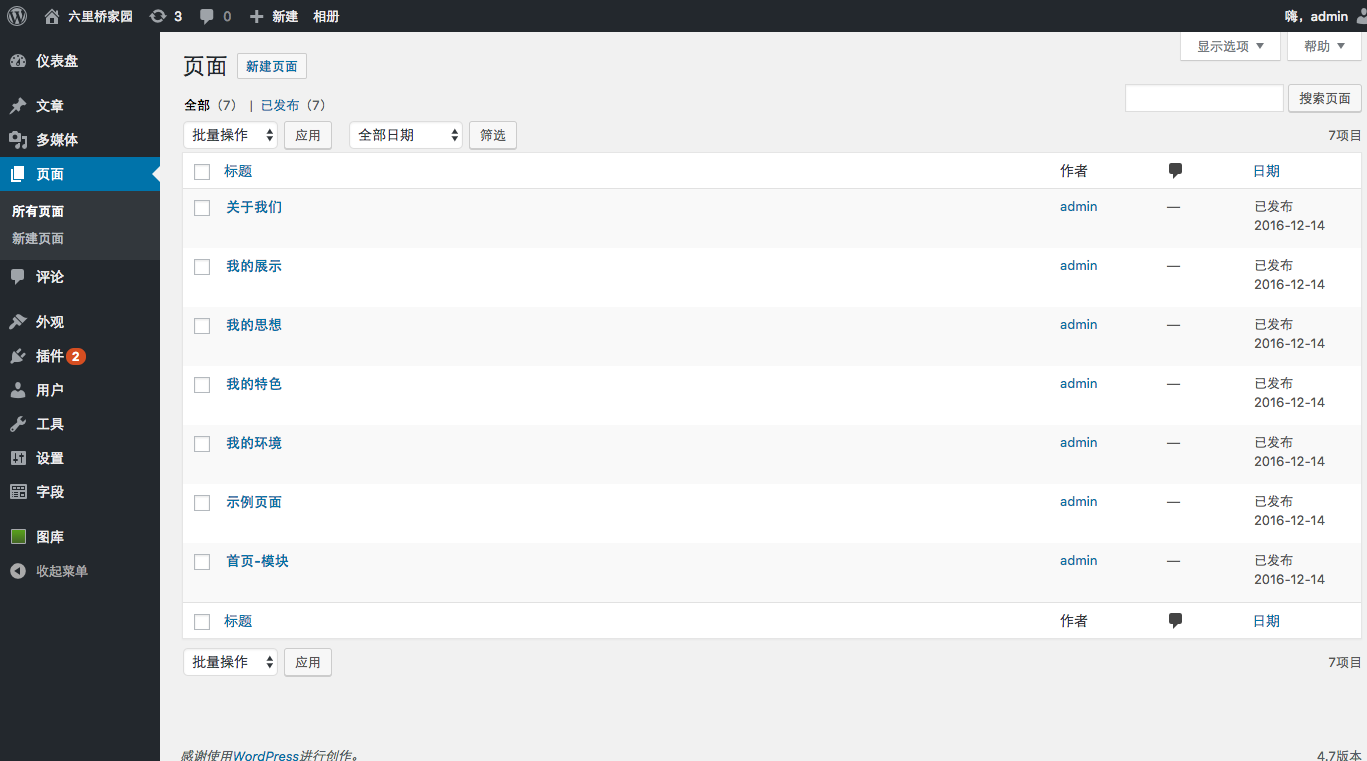 六里桥家园 3 0 新建 相册 嗨，admin
仪表盘
文章
多媒体
页面
所有页面
新建页面
评论
外观
插件 2
用户
工具
设置
字段
图库
收起菜单
显示选项 帮助
页面 新建页面
全部（7） | 已发布（7）
搜索页面
批量操作 应用 全部日期 筛选 7项目
标题 作者 日期
关于我们 admin — 已发布
2016-12-14
我的展示 admin — 已发布
2016-12-14
我的思想 admin — 已发布
2016-12-14
我的特色 admin — 已发布
2016-12-14
我的环境 admin — 已发布
2016-12-14
示例页面 admin — 已发布
2016-12-14
首页-模块 admin — 已发布
2016-12-14
标题 作者 日期
批量操作 应用 7项目
感谢使用WordPress进行创作。 4.7版本